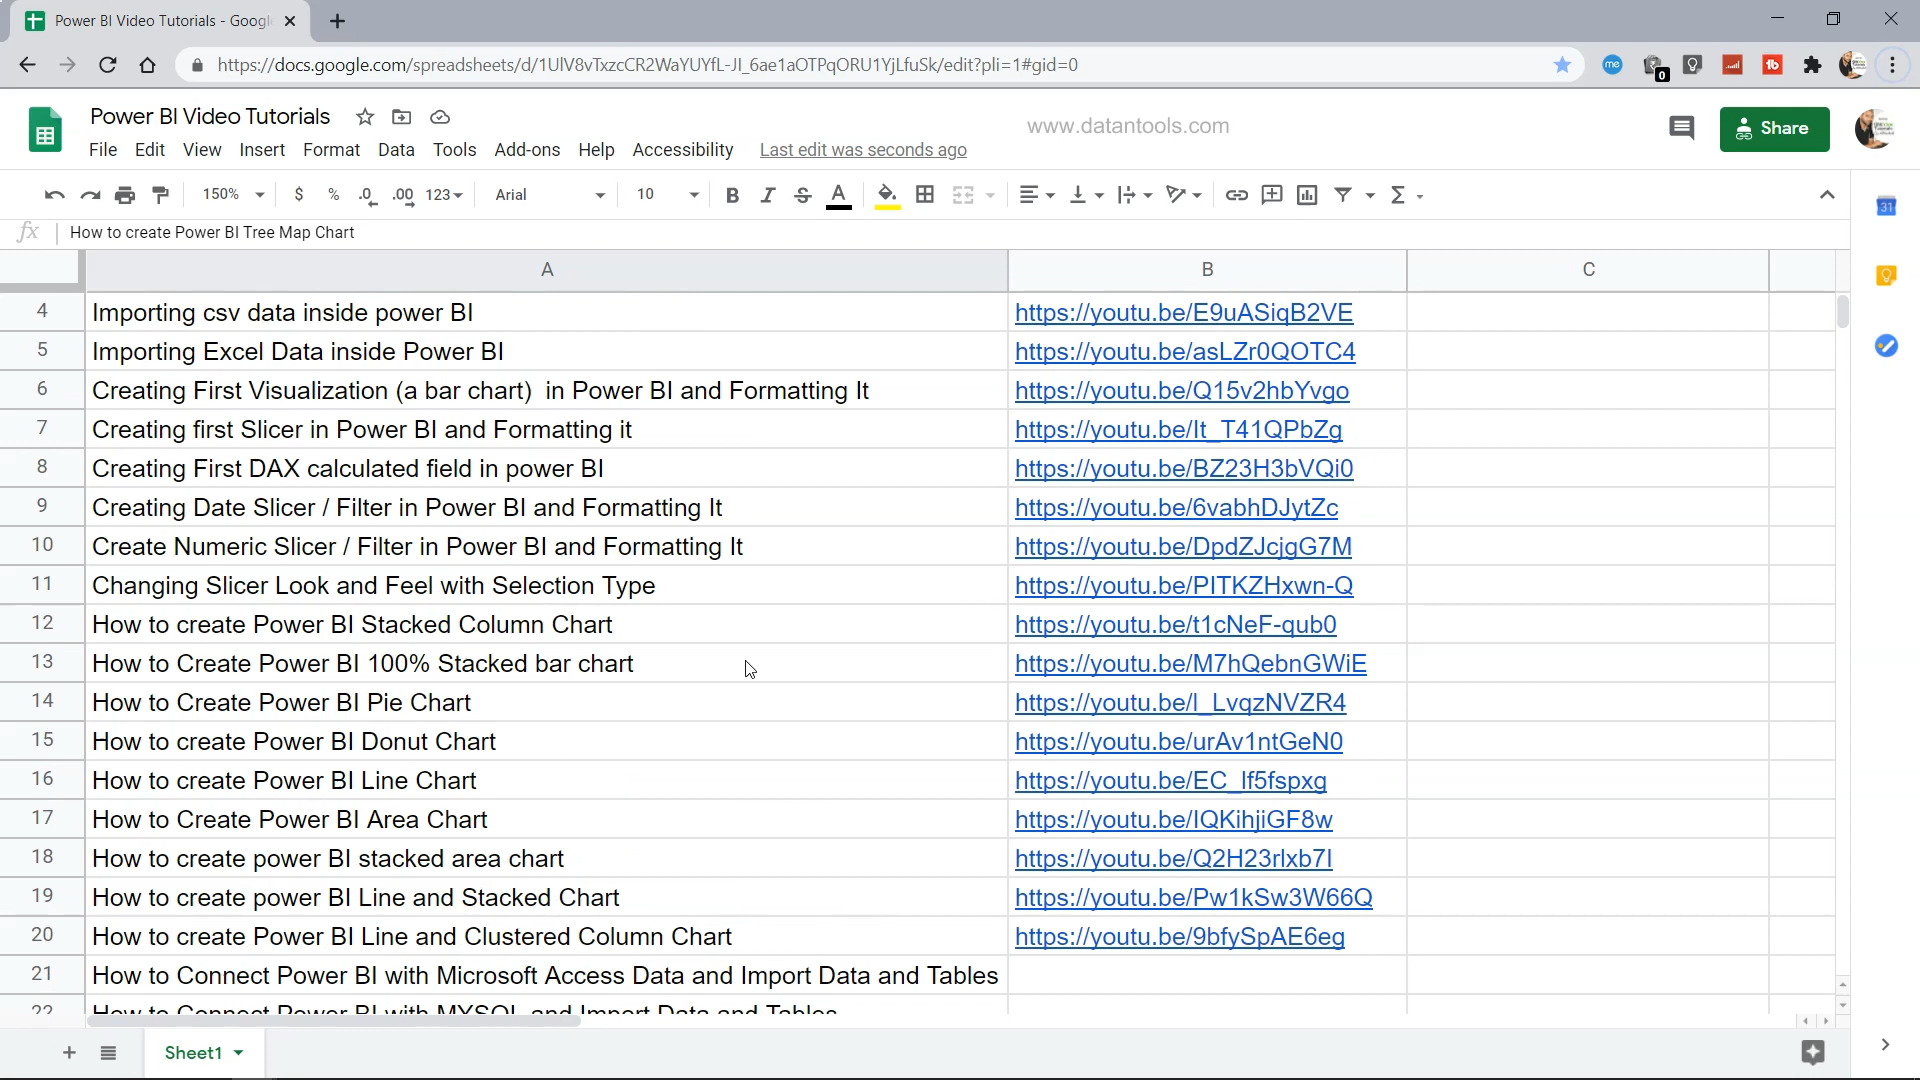 Power BI Video Tutorials - Googl
https://docs.google.com/spreadsheets/d/1UlV8vTxzcCR2WaYUYfL-JI_6ae1aOTPqORU1YjLfuSk/edit?pli=1#gid=0
me
0
tb
Power BI Video Tutorials
www.datantools.com
Share
File Edit View Insert Format Data Tools Add-ons Help Accessibility Last edit was seconds ago
150% $ % .0 .00 123 Arial 10 B I S A Σ
31
fx How to create Power BI Tree Map Chart
A B C
4 Importing csv data inside power BI https://youtu.be/E9uASiqB2VE
5 Importing Excel Data inside Power BI https://youtu.be/asLZr0QOTC4
6 Creating First Visualization (a bar chart) in Power BI and Formatting It https://youtu.be/Q15v2hbYvgo
7 Creating first Slicer in Power BI and Formatting it https://youtu.be/It_T41QPbZg
8 Creating First DAX calculated field in power BI https://youtu.be/BZ23H3bVQi0
9 Creating Date Slicer / Filter in Power BI and Formatting It https://youtu.be/6vabhDJytZc
10 Create Numeric Slicer / Filter in Power BI and Formatting It https://youtu.be/DpdZJcjgG7M
11 Changing Slicer Look and Feel with Selection Type https://youtu.be/PITKZHxwn-Q
12 How to create Power BI Stacked Column Chart https://youtu.be/t1cNeF-qub0
13 How to Create Power BI 100% Stacked bar chart https://youtu.be/M7hQebnGWiE
14 How to Create Power BI Pie Chart https://youtu.be/l_LvqzNVZR4
15 How to create Power BI Donut Chart https://youtu.be/urAv1ntGeN0
16 How to create Power BI Line Chart https://youtu.be/EC_lf5fspxg
17 How to Create Power BI Area Chart https://youtu.be/IQKihjiGF8w
18 How to create power BI stacked area chart https://youtu.be/Q2H23rlxb7I
19 How to create power BI Line and Stacked Chart https://youtu.be/Pw1kSw3W66Q
20 How to create Power BI Line and Clustered Column Chart https://youtu.be/9bfySpAE6eg
21 How to Connect Power BI with Microsoft Access Data and Import Data and Tables
22 How to Connect Power BI with MYSQL and Import Data and Tables
Sheet1